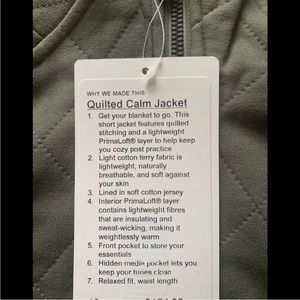 WHY WE MADE THIS
Quilted Calm Jacket
1. Get your blanket to go. This
short jacket features quilted
stitching and a lightweight
PrimaLoft® layer to help keep
you cozy post practice
2. Light cotton terry fabric is
lightweight, naturally
breathable, and soft against
your skin
3. Lined in soft cotton jersey
4. Interior PrimaLoft® layer
contains lightweight fibres
that are insulating and
sweat-wicking, making it
weightlessly warm
5. Front pocket to store your
essentials
6. Hidden media pocket lets you
keep your tunes close
7. Relaxed fit, waist length